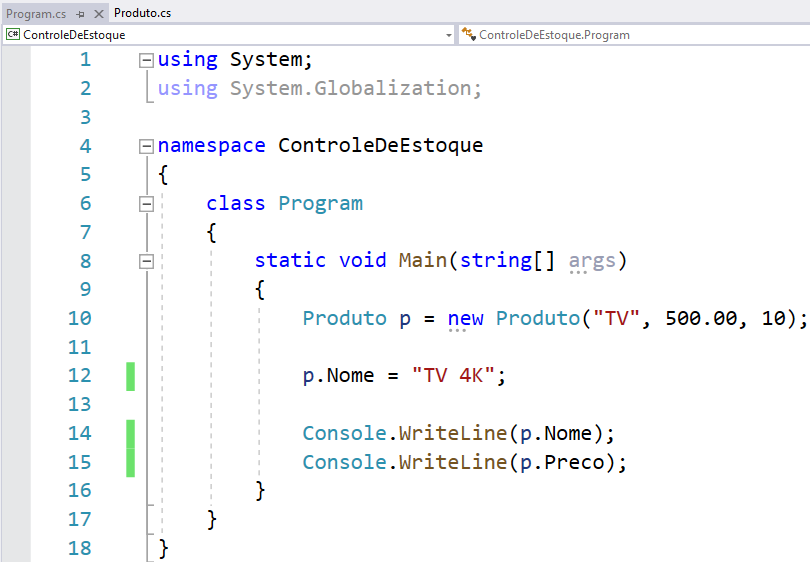 Program.cs Produto.cs
C# ControleDeEstoque ControleDeEstoque.Program
1 using System;
2 using System.Globalization;
3
4 namespace ControleDeEstoque
5 {
6 class Program
7 {
8 static void Main(string[] args)
9 {
10 Produto p = new Produto("TV", 500.00, 10);
11
12 p.Nome = "TV 4K";
13
14 Console.WriteLine(p.Nome);
15 Console.WriteLine(p.Preco);
16 }
17 }
18 }